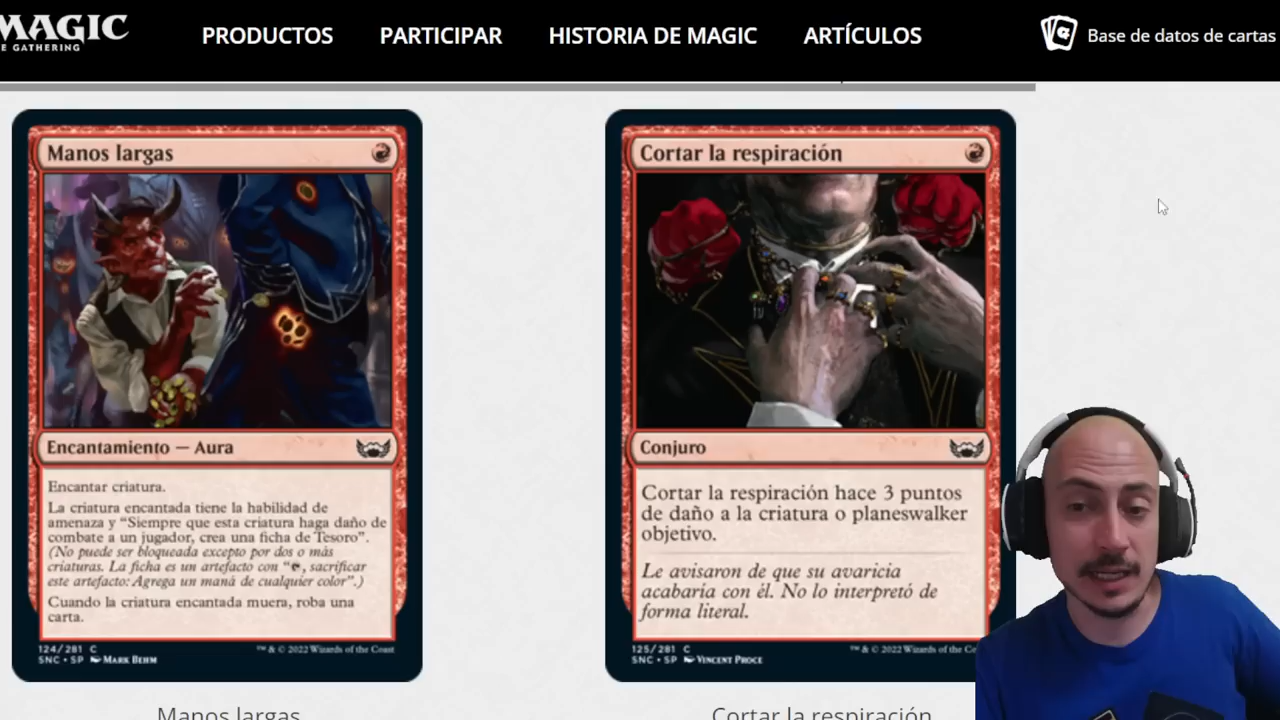 MAGIC
E GATHERING
PRODUCTOS
PARTICIPAR
HISTORIA DE MAGIC
ARTÍCULOS
Base de datos de cartas
Manos largas
Encantamiento — Aura
Encantar criatura.
La criatura encantada tiene la habilidad de
amenaza y “Siempre que esta criatura haga daño de
combate a un jugador, crea una ficha de Tesoro”.
(No puede ser bloqueada excepto por dos o más
criaturas. La ficha es un artefacto con “, sacrificar
este artefacto: Agrega un maná de cualquier color”.)
Cuando la criatura encantada muera, roba una
carta.
124/281 C
SNC • SP MARK BEHM
™ & © 2022 Wizards of the Coast
Manos largas
Cortar la respiración
Conjuro
Cortar la respiración hace 3 puntos
de daño a la criatura o planeswalker
objetivo.
Le avisaron de que su avaricia
acabaría con él. No lo interpretó de
forma literal.
125/281 C
SNC • SP VINCENT PROCE
™ & © 2022 Wizards of the Co
Cortar la respiración